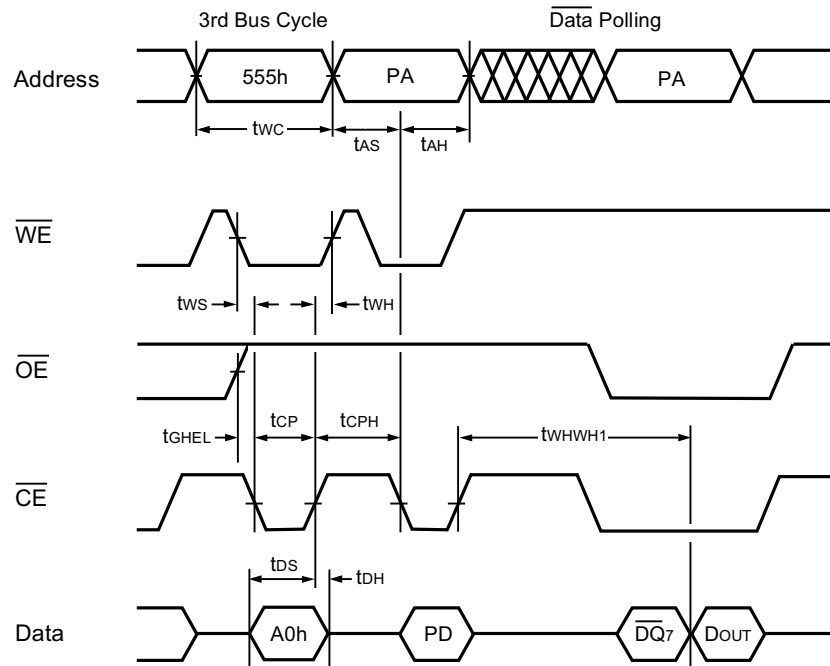 3rd Bus Cycle
Data Polling
Address
555h
PA
PA
tWC
tAS
tAH
WE
tWS
tWH
OE
tGHEL
tCP
tCPH
tWHWH1
CE
tDS
tDH
Data
A0h
PD
DQ7
DOUT